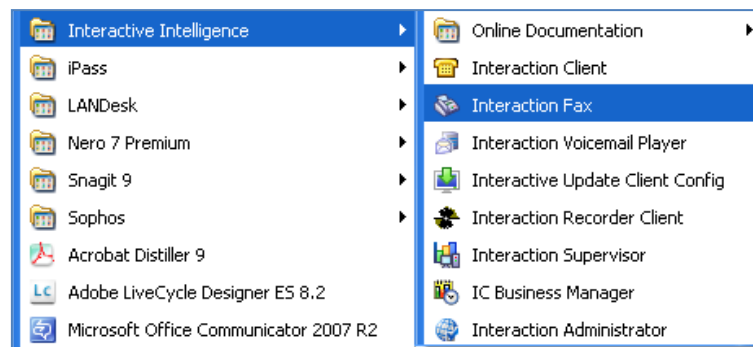 Interactive Intelligence
iPass
LANDesk
Nero 7 Premium
Snagit 9
Sophos
Acrobat Distiller 9
LC Adobe LiveCycle Designer ES 8.2
Microsoft Office Communicator 2007 R2
Online Documentation
Interaction Client
Interaction Fax
Interaction Voicemail Player
Interactive Update Client Config
Interaction Recorder Client
Interaction Supervisor
IC Business Manager
Interaction Administrator